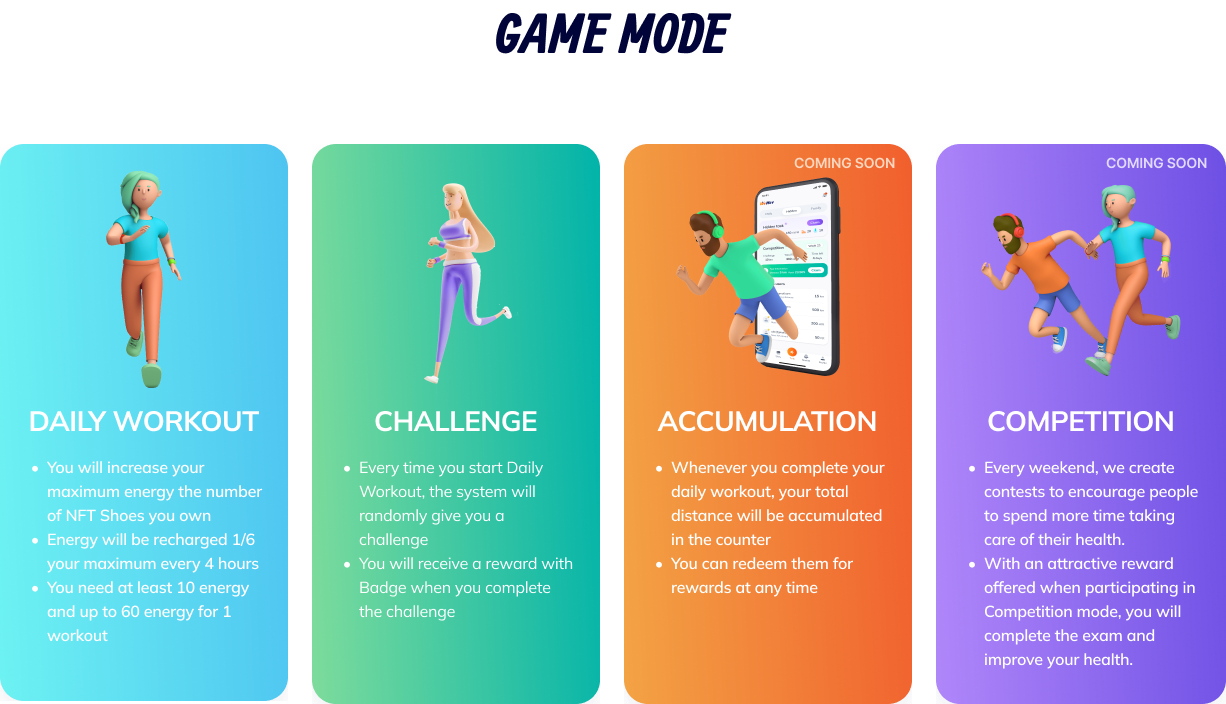 GAME MODE
DAILY WORKOUT
• You will increase your
maximum energy the number
of NFT Shoes you own
• Energy will be recharged 1/6
your maximum every 4 hours
• You need at least 10 energy
and up to 60 energy for 1
workout
CHALLENGE
• Every time you start Daily
Workout, the system will
randomly give you a
challenge
• You will receive a reward with
Badge when you complete
the challenge
COMING SOON
ACCUMULATION
• Whenever you complete your
daily workout, your total
distance will be accumulated
in the counter
• You can redeem them for
rewards at any time
COMING SOON
COMPETITION
• Every weekend, we create
contests to encourage people
to spend more time taking
care of their health.
• With an attractive reward
offered when participating in
Competition mode, you will
complete the exam and
improve your health.